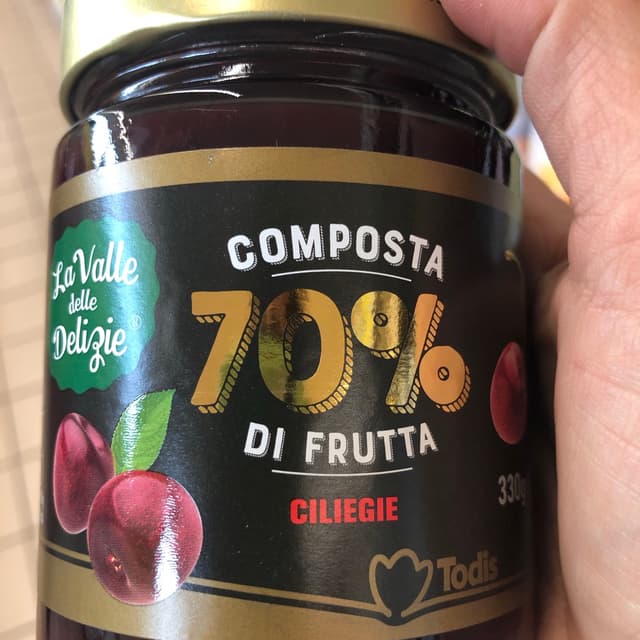 La Valle
delle
Delizie®
COMPOSTA
70%
DI FRUTTA
CILIEGIE
330g
Todis